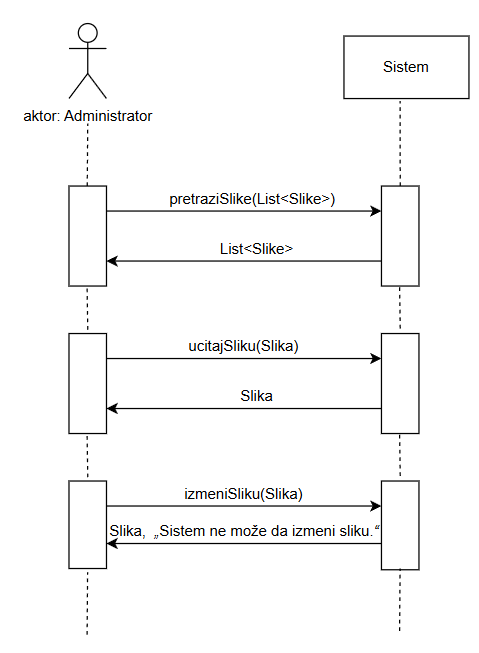 Sistem
aktor: Administrator
pretraziSlike(List<Slike>)
List<Slike>
ucitajSliku(Slika)
Slika
izmeniSliku(Slika)
Slika, „Sistem ne može da izmeni sliku.“